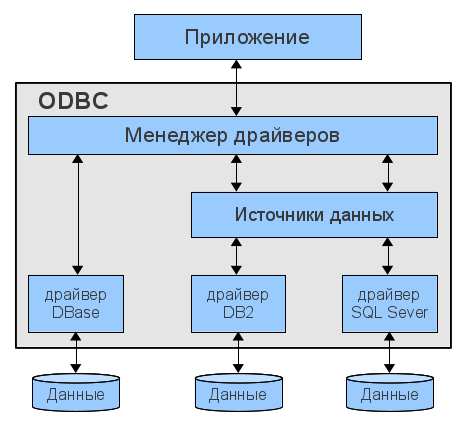 Приложение
ODBC
Менеджер драйверов
Источники данных
драйвер
DBase
драйвер
DB2
драйвер
SQL Sever
Данные
Данные
Данные